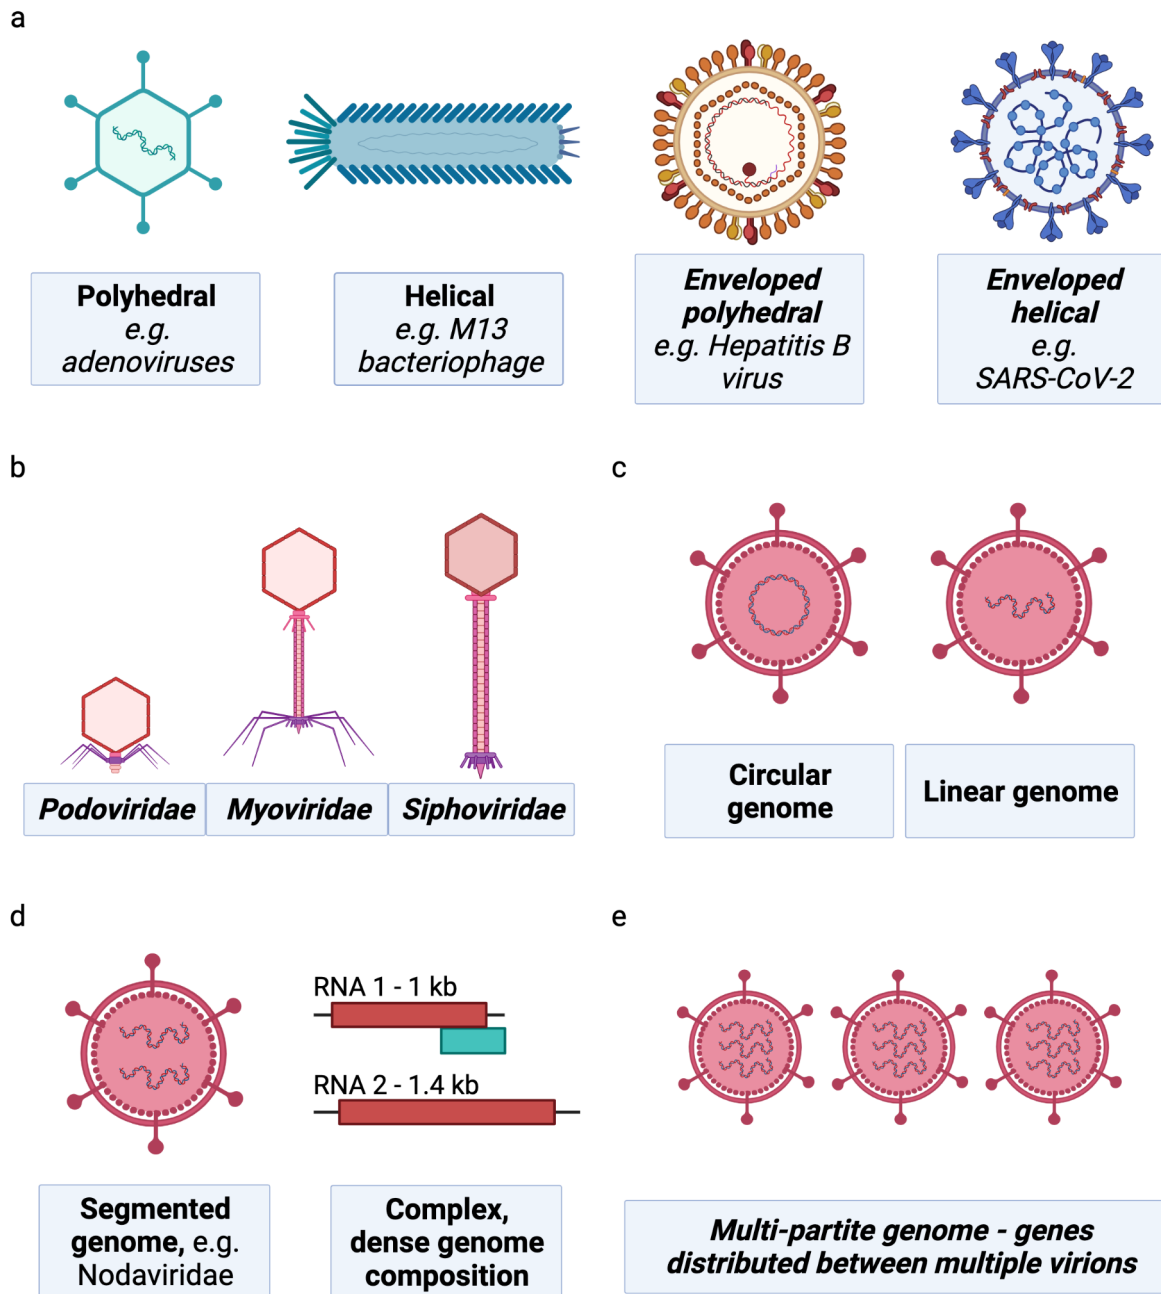 a
Polyhedral
e.g.
adenoviruses
Helical
e.g. M13
bacteriophage
Enveloped
polyhedral
e.g. Hepatitis B
virus
Enveloped
helical
e.g.
SARS-CoV-2
b
Podoviridae
Myoviridae
Siphoviridae
c
Circular
genome
Linear genome
d
RNA 1 - 1 kb
RNA 2 - 1.4 kb
Segmented
genome, e.g.
Nodaviridae
Complex,
dense genome
composition
e
Multi-partite genome - genes
distributed between multiple virions